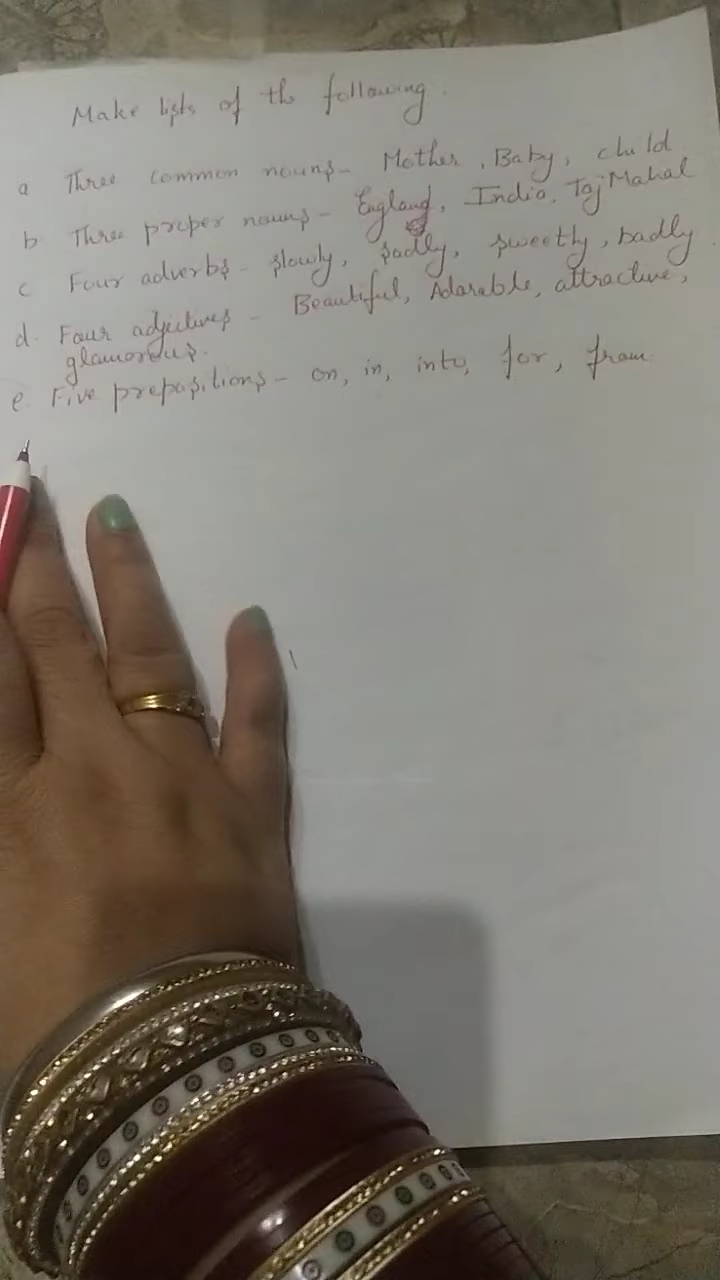 Make lists of the following.
a Three common nouns - Mother, Baby, child
b. Three proper nouns - England, India, Taj Mahal
c Four adverbs - slowly, sadly, sweetly, badly.
d. Four adjectives - Beautiful, Adorable, attractive,
glamorous.
e. Five prepositions - on, in, into, for, from